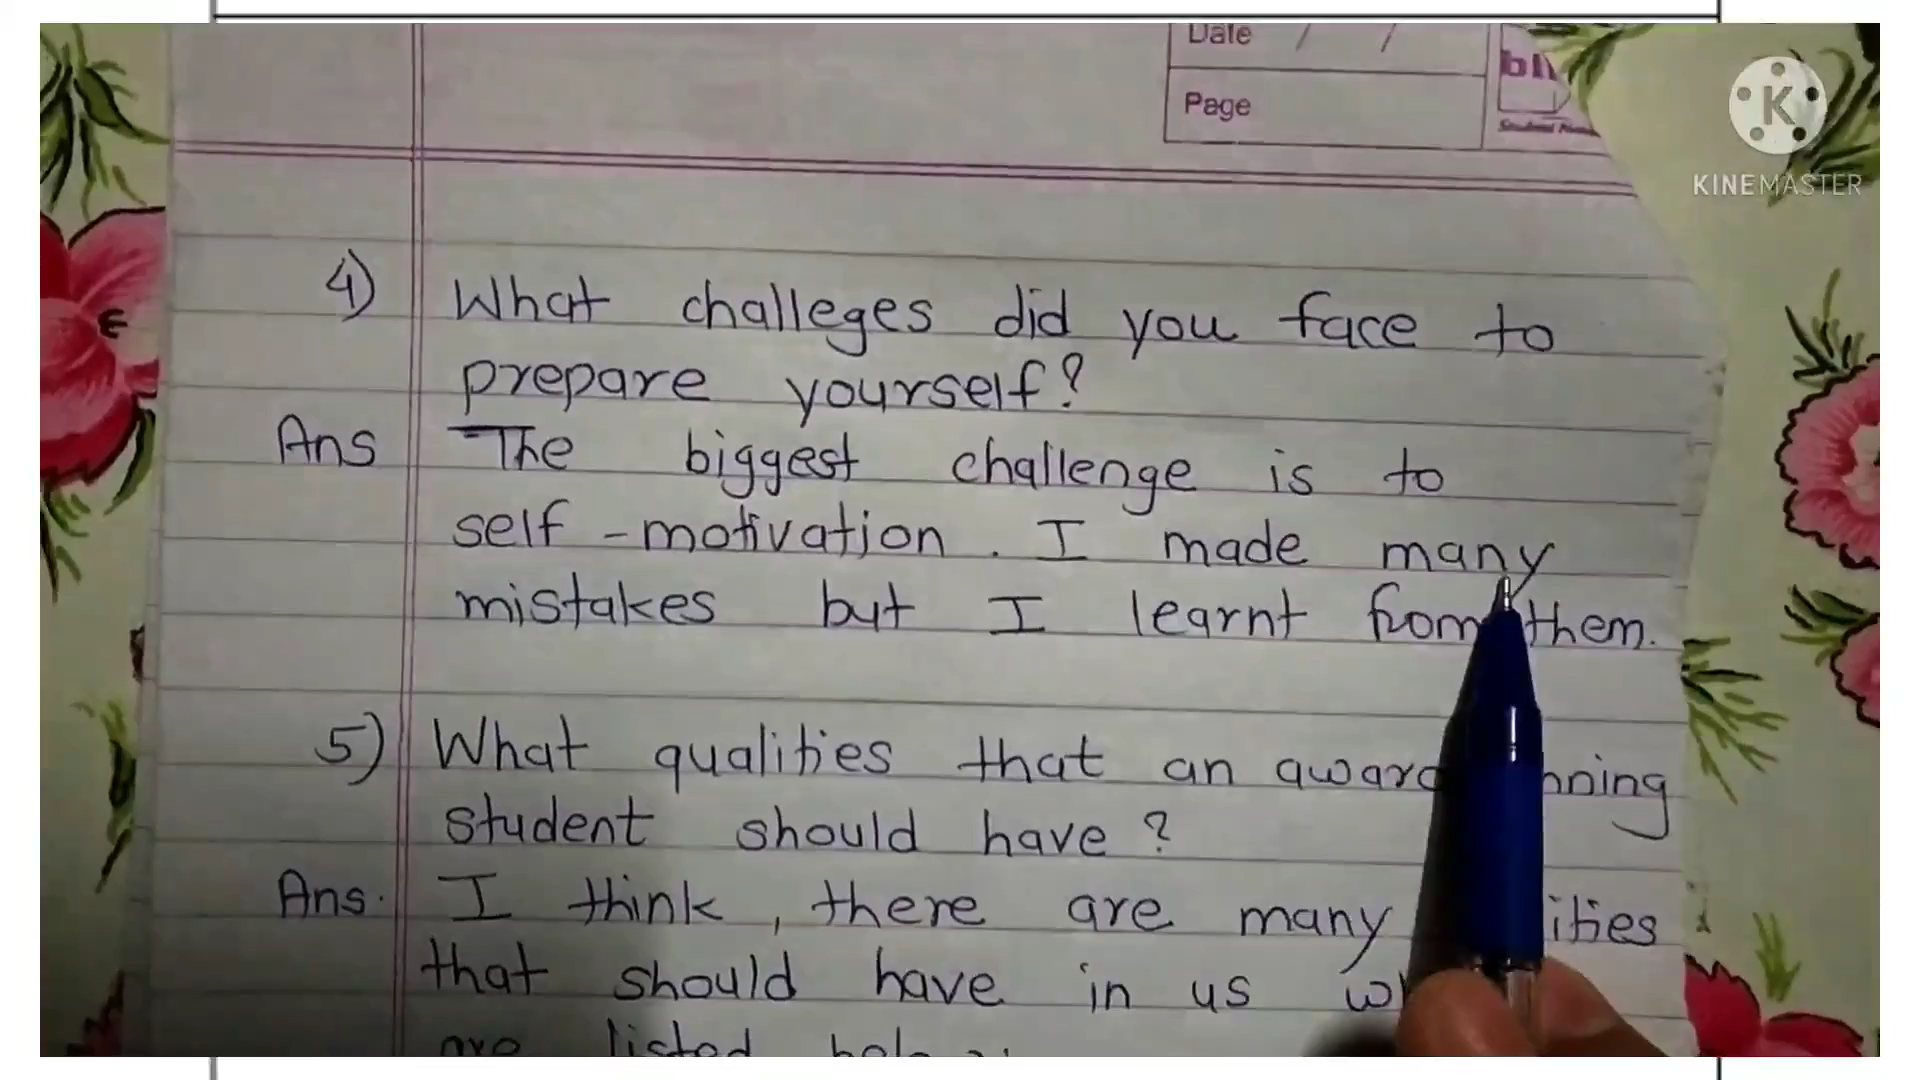 Date / /
Page
KINEMASTER
4) What challeges did you face to
prepare yourself?
Ans The biggest challenge is to
self-motivation. I made many
mistakes but I learnt from them.
5) What qualities that an
student should have?
Ans. I think, there are many
that should have in us
are listed